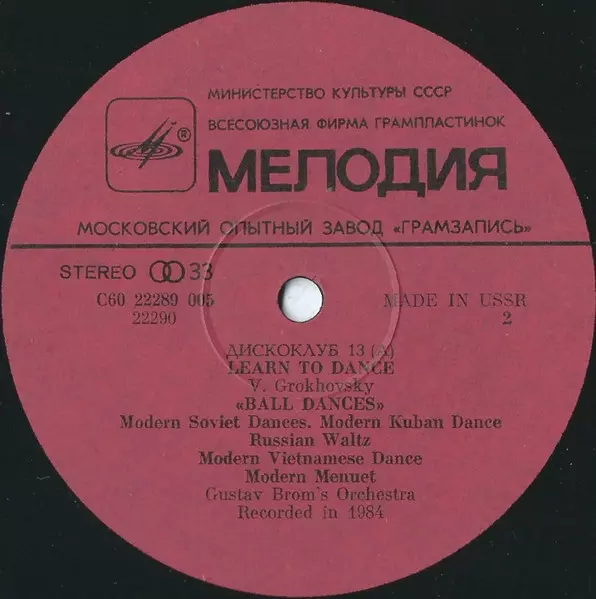 МИНИСТЕРСТВО КУЛЬТУРЫ СССР
ВСЕСОЮЗНАЯ ФИРМА ГРАМПЛАСТИНОК
®
МЕЛОДИЯ
МОСКОВСКИЙ ОПЫТНЫЙ ЗАВОД «ГРАМЗАПИСЬ»
STEREO 33
С60 22289 005 MADE IN USSR
22290 2
ДИСКОКЛУБ 13 (А)
LEARN TO DANCE
V. Grokhovsky
«BALL DANCES»
Modern Soviet Dances. Modern Kuban Dance
Russian Waltz
Modern Vietnamese Dance
Modern Menuet
Gustav Brom's Orchestra
Recorded in 1984